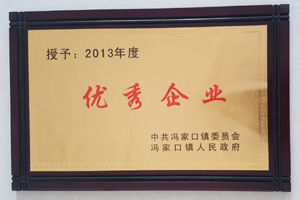 授予：2013年度
优秀企业
中共冯家口镇委员会
冯家口镇人民政府